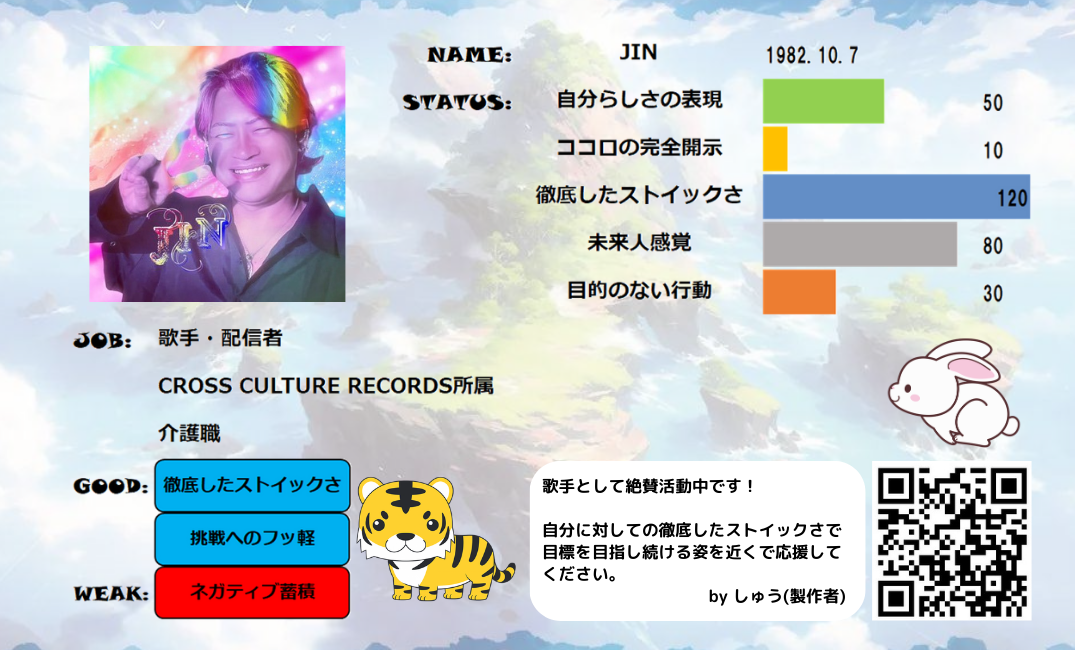 NAME: JIN 1982.10.7
STATUS: 自分らしさの表現 50
ココロの完全開示 10
徹底したストイックさ 120
未来人感覚 80
目的のない行動 30
JIN
JOB: 歌手・配信者
CROSS CULTURE RECORDS所属
介護職
GOOD: 徹底したストイックさ
挑戦へのフッ軽
WEAK: ネガティブ蓄積
歌手として絶賛活動中です！
自分に対しての徹底したストイックさで
目標を目指し続ける姿を近くで応援して
ください。
by しゅう(製作者)